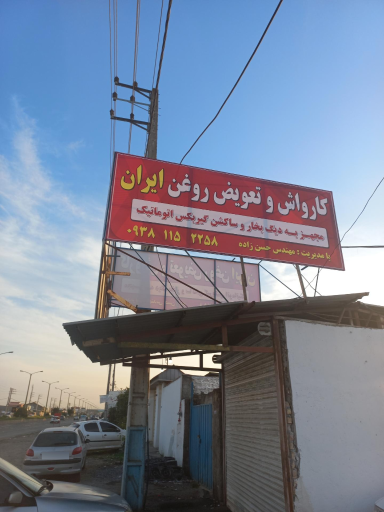 کارواش و تعویض روغن ایران
مجهز به دیگ بخار و ساکشن گیربکس اتوماتیک
با مدیریت : مهندس حسن زاده ۰۹۳۸ ۱۱۵ ۲۲۵۸